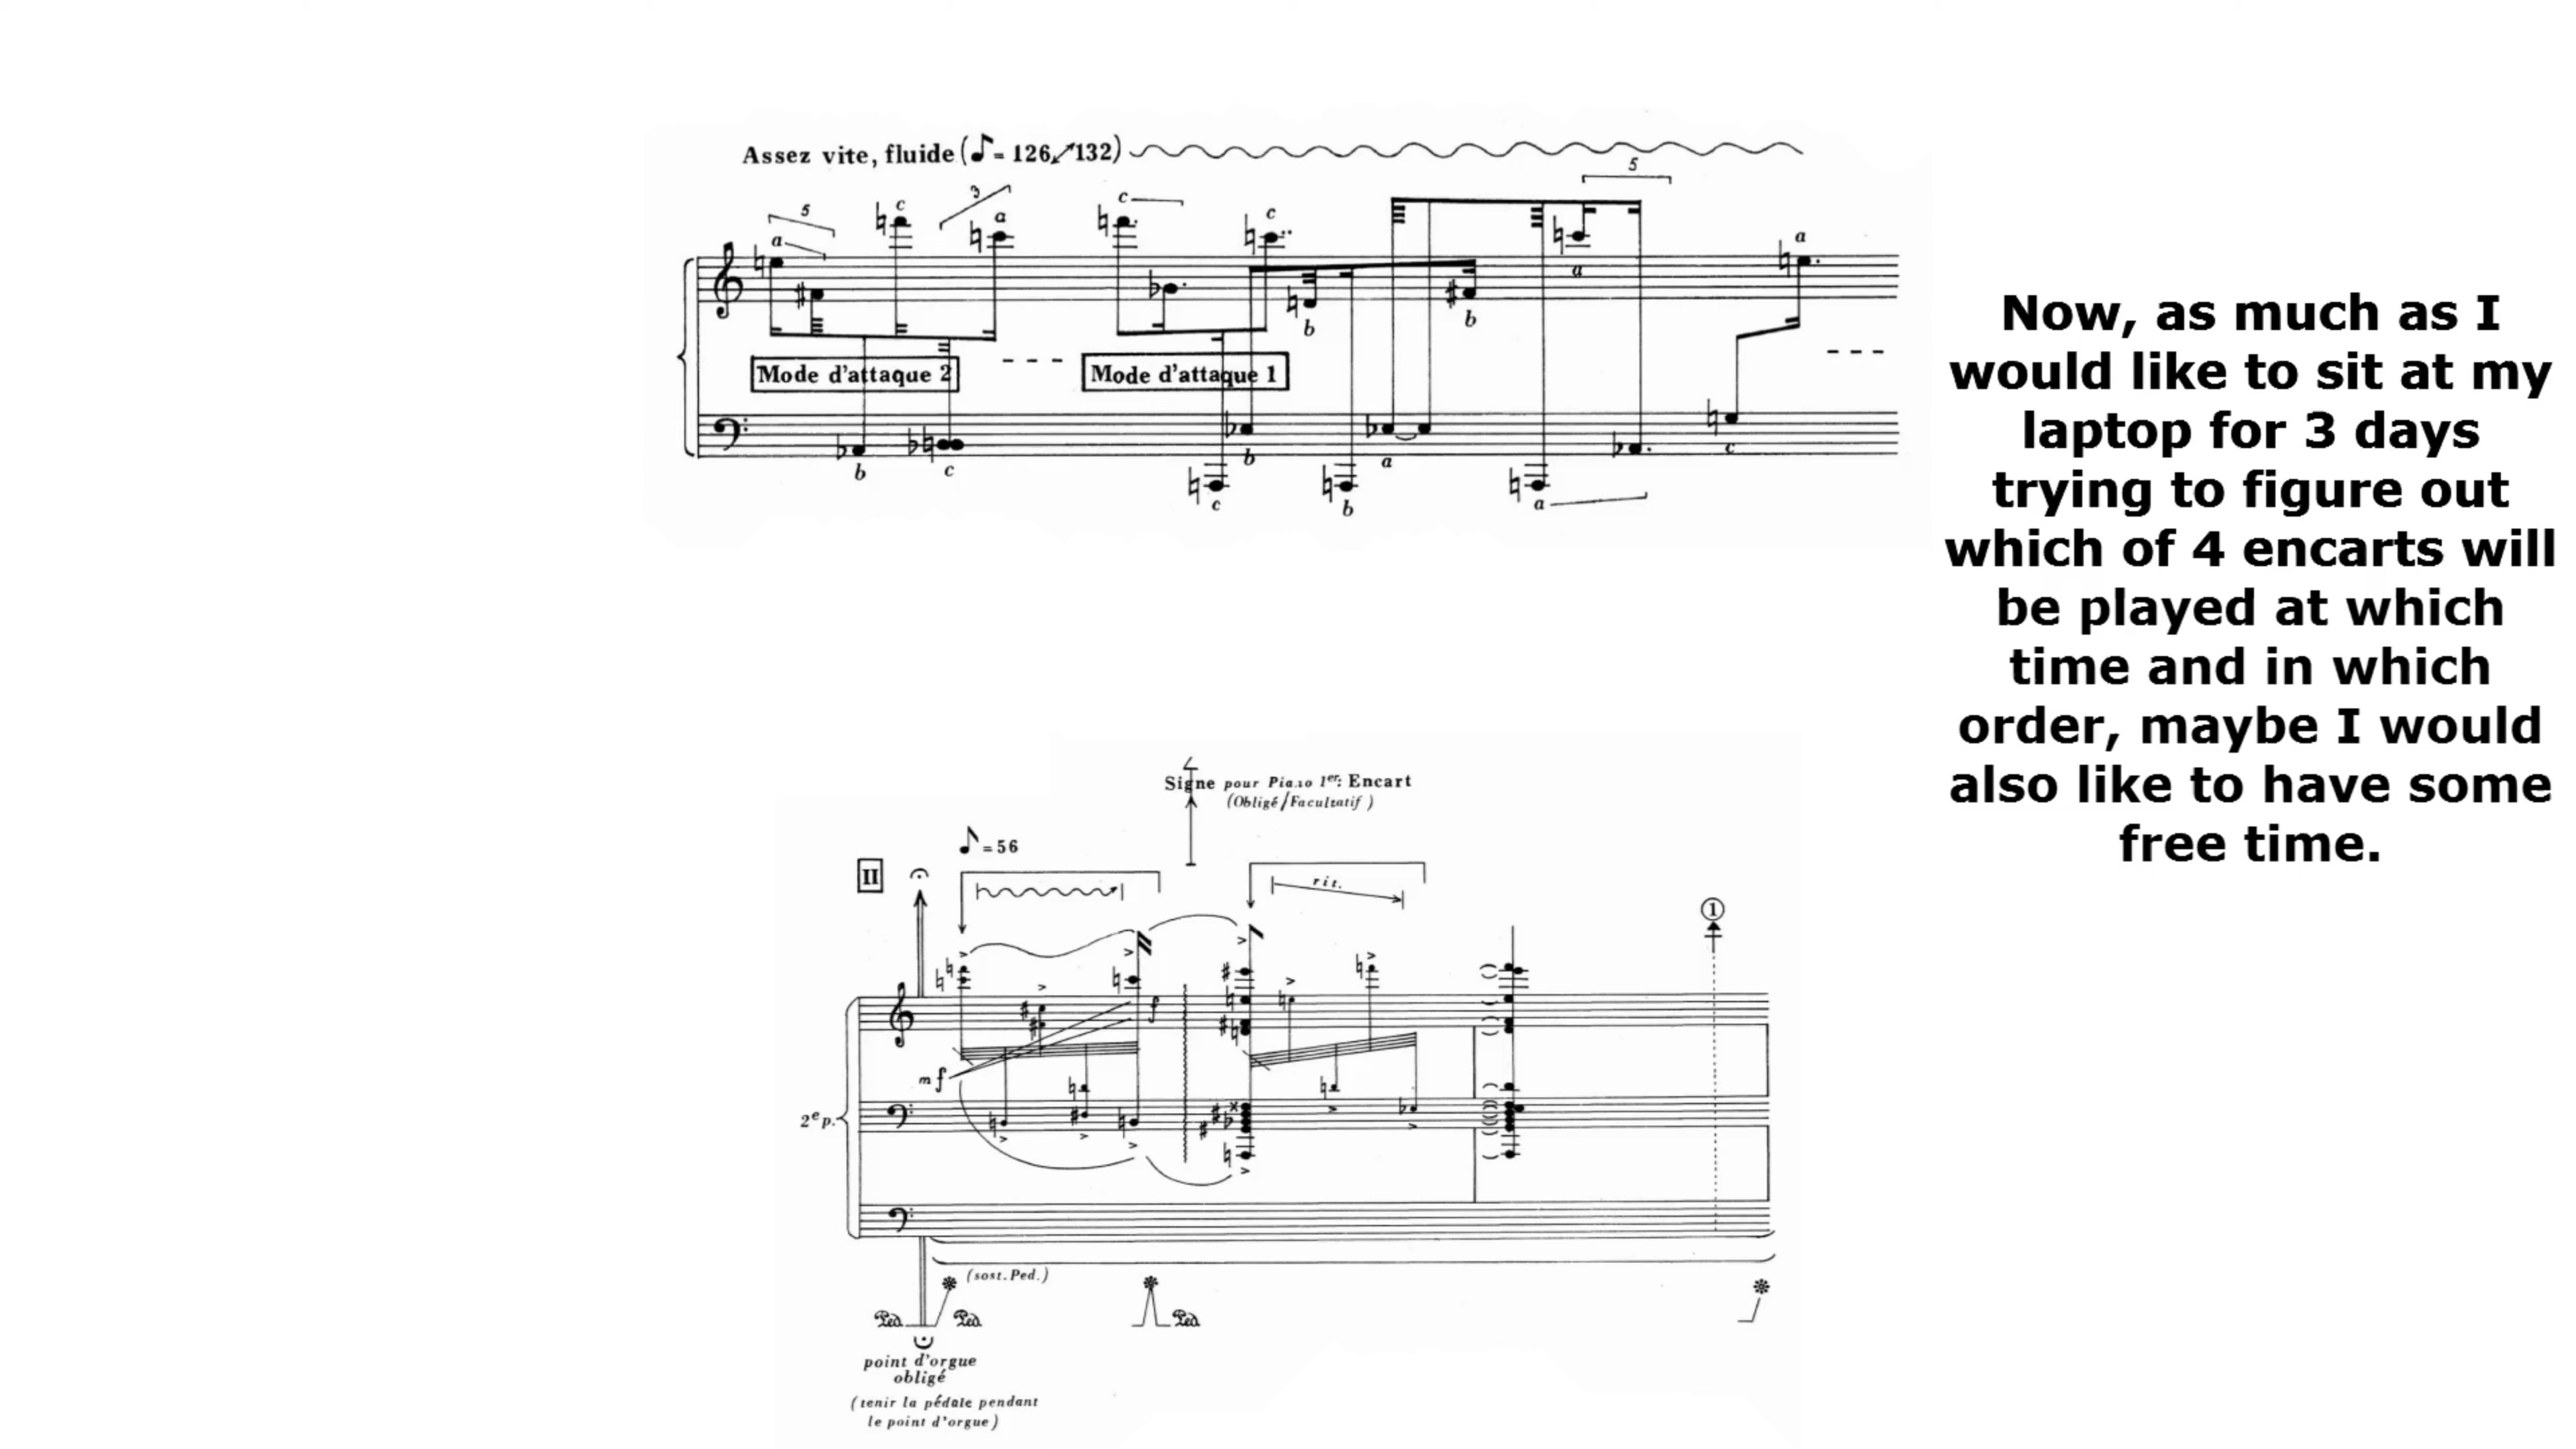 Assez vite, fluide (♪= 126↗132)
5
3
5
a
c
a
c
c
a
a
b
b
Mode d'attaque 2
Mode d'attaque 1
b
c
b
a
c
c
b
a
Now, as much as I
would like to sit at my
laptop for 3 days
trying to figure out
which of 4 encarts will
be played at which
time and in which
order, maybe I would
also like to have some
free time.
Signe pour Piano 1er: Encart
(Obligé/Facultatif)
♪=56
II
rit.
1
f
mf
2e p.
(sost. Ped.)
Ped.
Ped.
Ped.
point d'orgue
obligé
(tenir la pédale pendant
le point d'orgue)